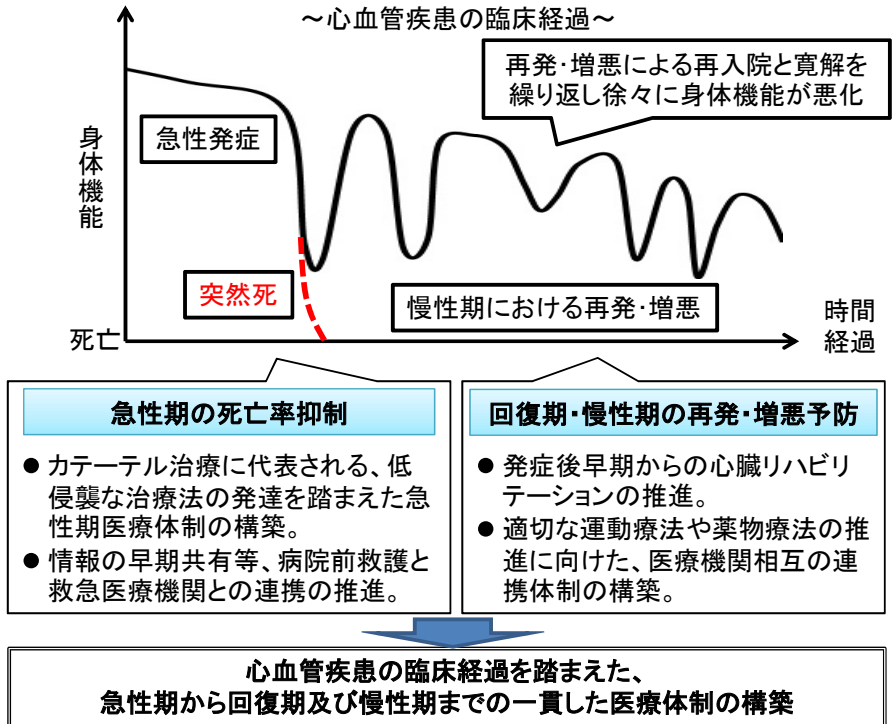 ~心血管疾患の臨床経過~
再発・増悪による再入院と寛解を
繰り返し徐々に身体機能が悪化
身体機能
急性発症
突然死
慢性期における再発・増悪
死亡
時間
経過
急性期の死亡率抑制
● カテーテル治療に代表される、低
侵襲な治療法の発達を踏まえた急
性期医療体制の構築。
● 情報の早期共有等、病院前救護と
救急医療機関との連携の推進。
回復期・慢性期の再発・増悪予防
● 発症後早期からの心臓リハビリ
テーションの推進。
● 適切な運動療法や薬物療法の推
進に向けた、医療機関相互の連
携体制の構築。
心血管疾患の臨床経過を踏まえた、
急性期から回復期及び慢性期までの一貫した医療体制の構築